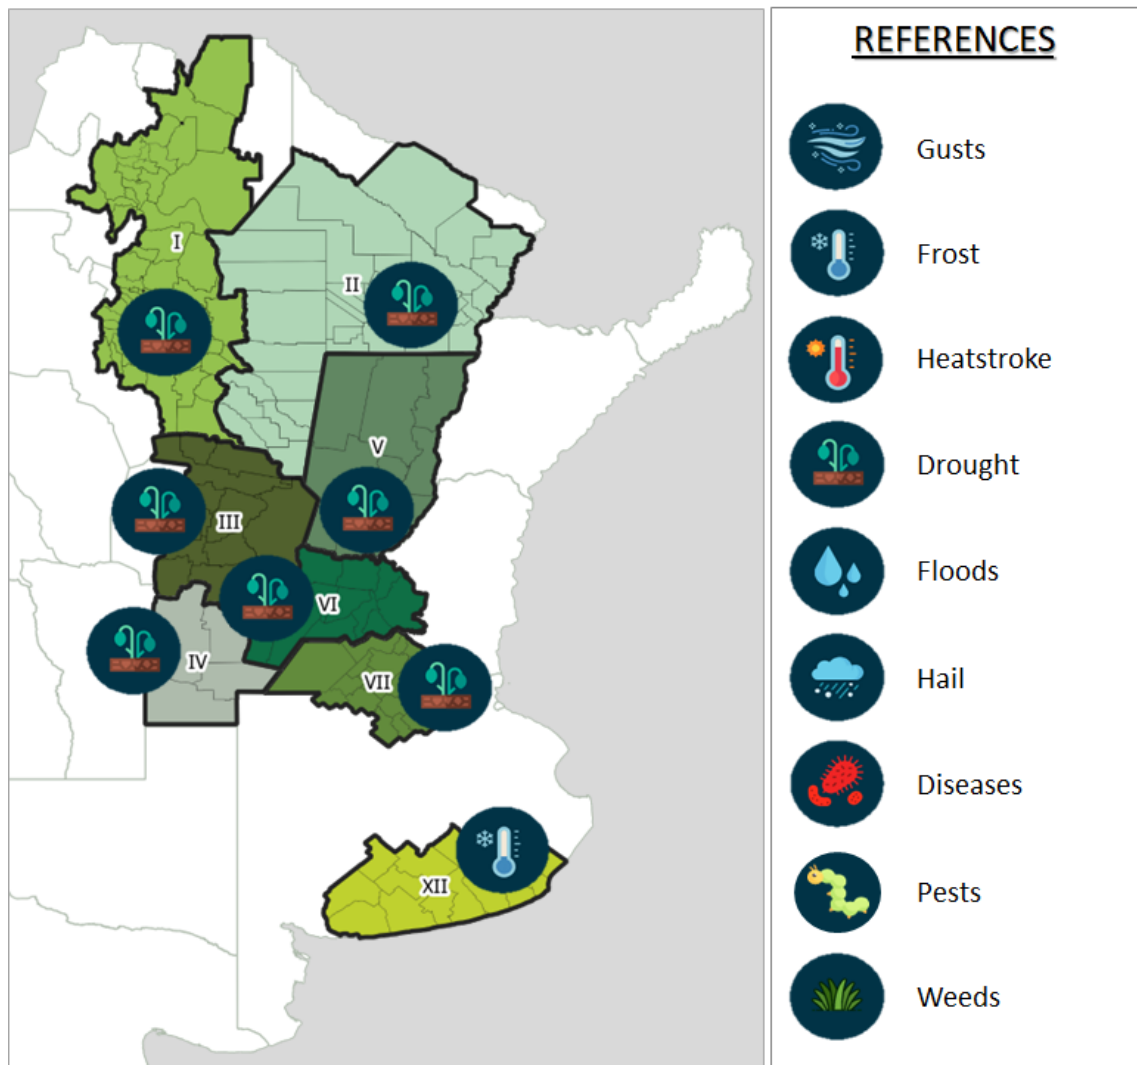 REFERENCES
Gusts
Frost
Heatstroke
Drought
Floods
Hail
Diseases
Pests
Weeds
I
II
V
III
VI
IV
VII
XII